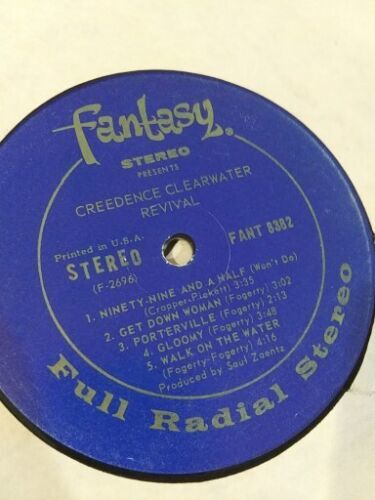 Fantasy.
STEREO
PRESENTS
CREEDENCE CLEARWATER
REVIVAL
Printed in U.S.A.
STEREO
(F-2696)
FANT 8382
1. NINETY-NINE AND A HALF (Won't Do)
(Cropper-Pickett) 3:35
2. GET DOWN WOMAN (Fogerty) 3:02
3. PORTERVILLE (Fogerty) 2:13
4. GLOOMY (Fogerty) 3:48
5. WALK ON THE WATER
(Fogerty-Fogerty) 4:16
Produced by Saul Zaentz
Full Radial Stereo